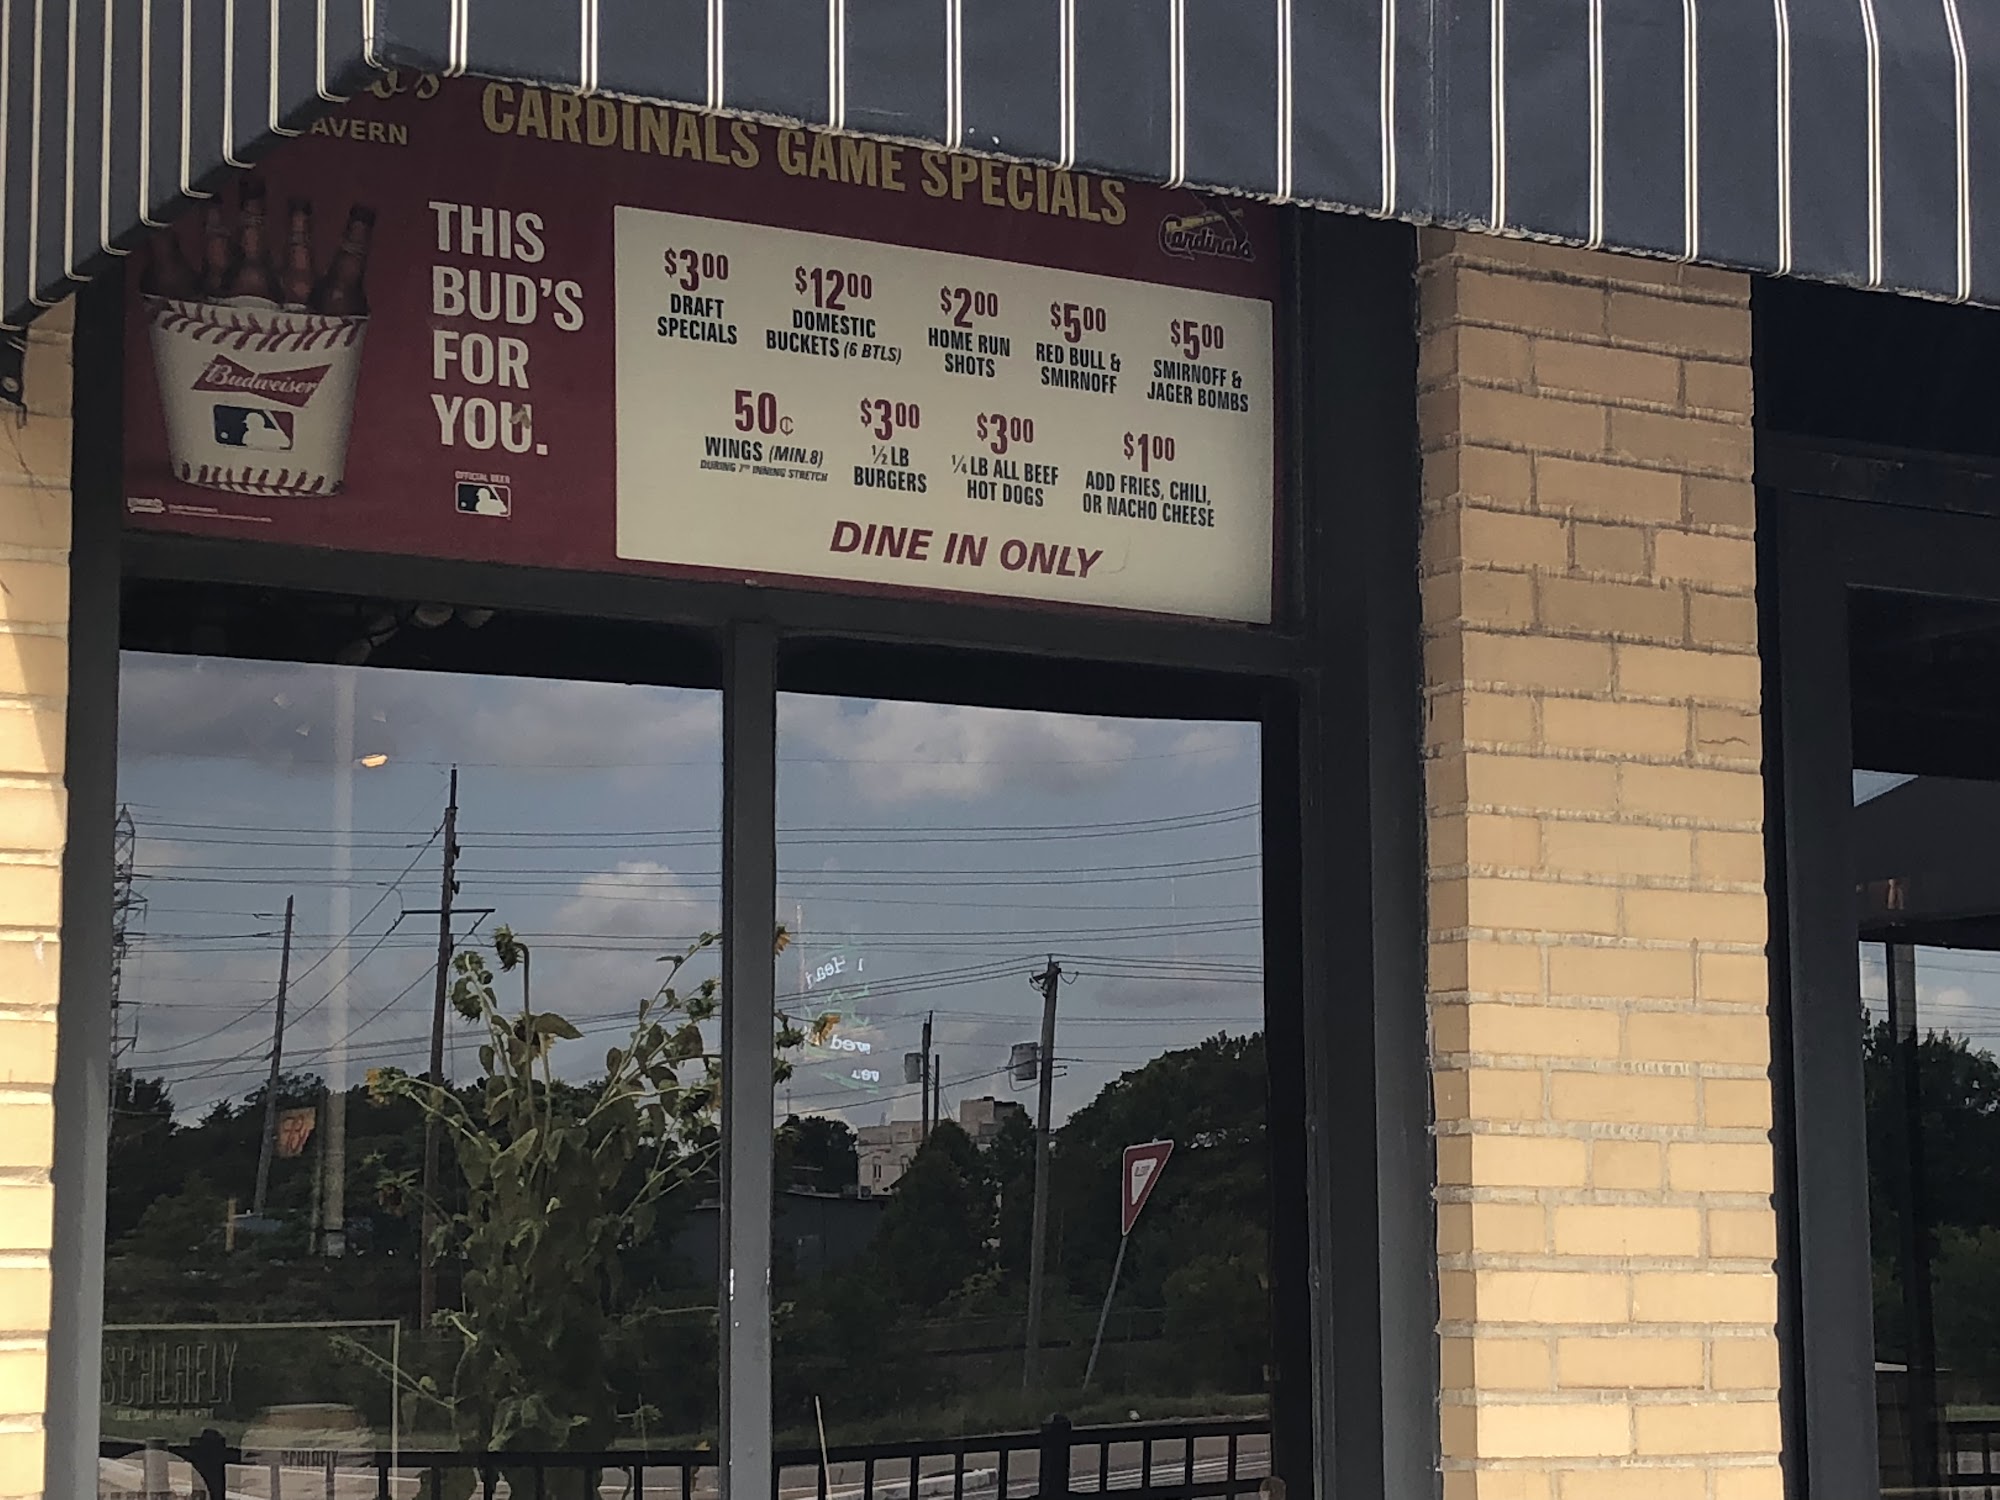 AVERN
CARDINALS GAME SPECIALS
Cardinals
THIS
BUD'S
FOR
YOU.
Budweiser
OFFICIAL BEER
$3.00
DRAFT
SPECIALS
$12.00
DOMESTIC
BUCKETS (6 BTLS)
$2.00
HOME RUN
SHOTS
$5.00
RED BULL &
SMIRNOFF
$5.00
SMIRNOFF &
JAGER BOMBS
50¢
WINGS (MIN.8)
DURING 7TH INNING STRETCH
$3.00
½ LB
BURGERS
$3.00
¼ LB ALL BEEF
HOT DOGS
$1.00
ADD FRIES, CHILI,
OR NACHO CHEESE
DINE IN ONLY
SCHLAFLY